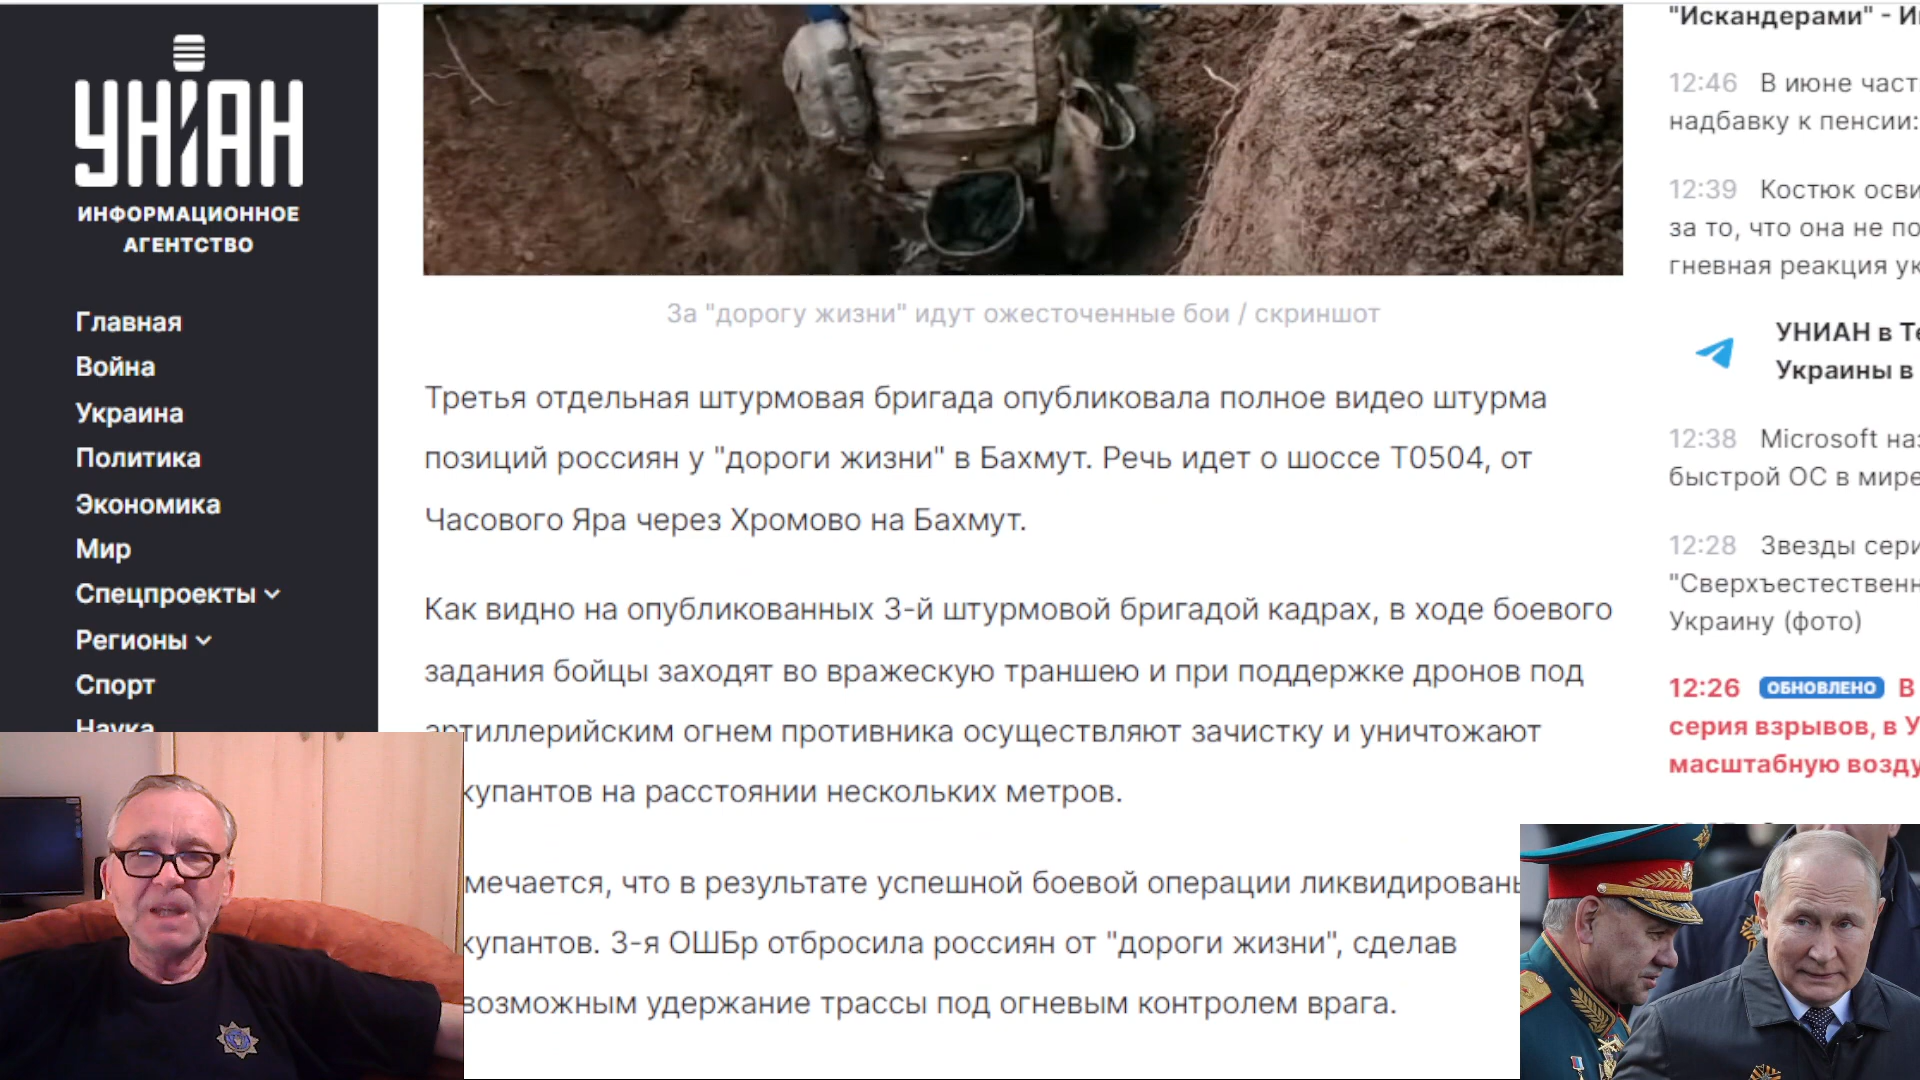 УНІАН
ИНФОРМАЦИОННОЕ
АГЕНТСТВО
Главная
Война
Украина
Политика
Экономика
Мир
Спецпроекты
Регионы
Спорт
Наука
За "дорогу жизни" идут ожесточенные бои / скриншот
Третья отдельная штурмовая бригада опубликовала полное видео штурма
позиций россиян у "дороги жизни" в Бахмут. Речь идет о шоссе Т0504, от
Часового Яра через Хромово на Бахмут.
Как видно на опубликованных 3-й штурмовой бригадой кадрах, в ходе боевого
задания бойцы заходят во вражескую траншею и при поддержке дронов под
артиллерийским огнем противника осуществляют зачистку и уничтожают
купантов на расстоянии нескольких метров.
мечается, что в результате успешной боевой операции ликвидированы
купантов. 3-я ОШБр отбросила россиян от "дороги жизни", сделав
возможным удержание трассы под огневым контролем врага.
"Искандерами" -
12:46 В июне част
надбавку к пенсии:
12:39 Костюк осви
за то, что она не по
гневная реакция ук
УНИАН в Те
Украины в
12:38 Microsoft наз
быстрой ОС в мире
12:28 Звезды сери
"Сверхъестествен
Украину (фото)
12:26 ОБНОВЛЕНО В
серия взрывов, в У
масштабную возду